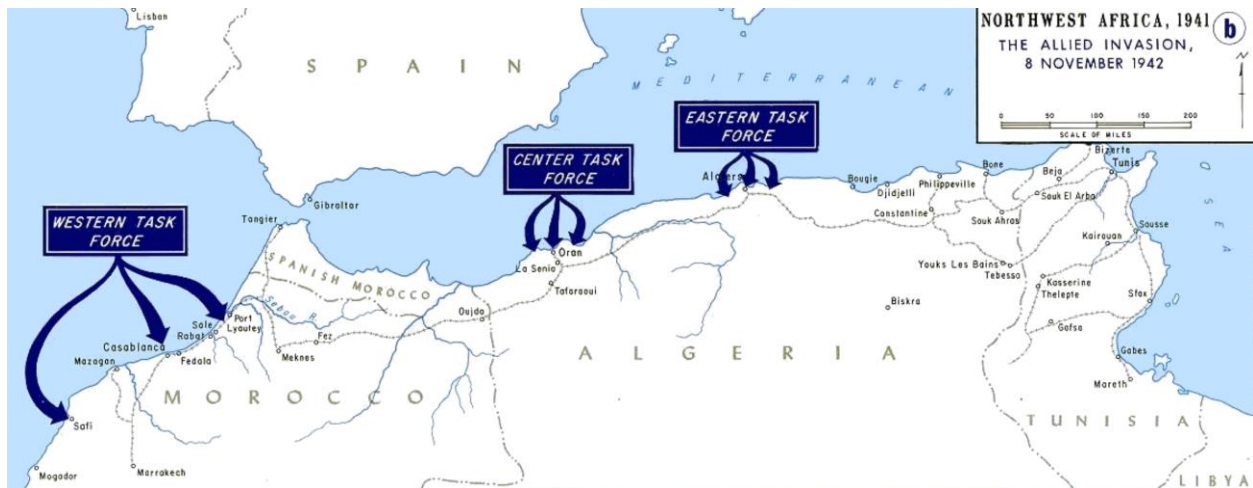 Lisban
SPAIN
MEDITERRANEAN
SEA
NORTHWEST AFRICA, 1941
b
THE ALLIED INVASION,
8 NOVEMBER 1942
N
0 50 100 150 200
SCALE OF MILES
EASTERN TASK
FORCE
CENTER TASK
FORCE
WESTERN TASK
FORCE
Gibraltar
Tangier
SPANISH MOROCCO
Sebou R
Port
Lyautey
Sale
Rabat
Casablanca
Fedala
Mazagan
Safi
Mogador
Marrakech
Meknes
Fez
Oujda
MOROCCO
Oran
La Senia
Tafaraoui
Algiers
Bougie
Djidjelli
Philippeville
Bone
Constantine
Souk Ahras
Beja
Souk El Arba
Bizerte
Tunis
Sousse
Kairouan
Youks Les Bains
Tebessa
Kasserine
Thelepte
Sfax
Gafsa
Gabes
Mareth
Biskra
ALGERIA
TUNISIA
LIBYA